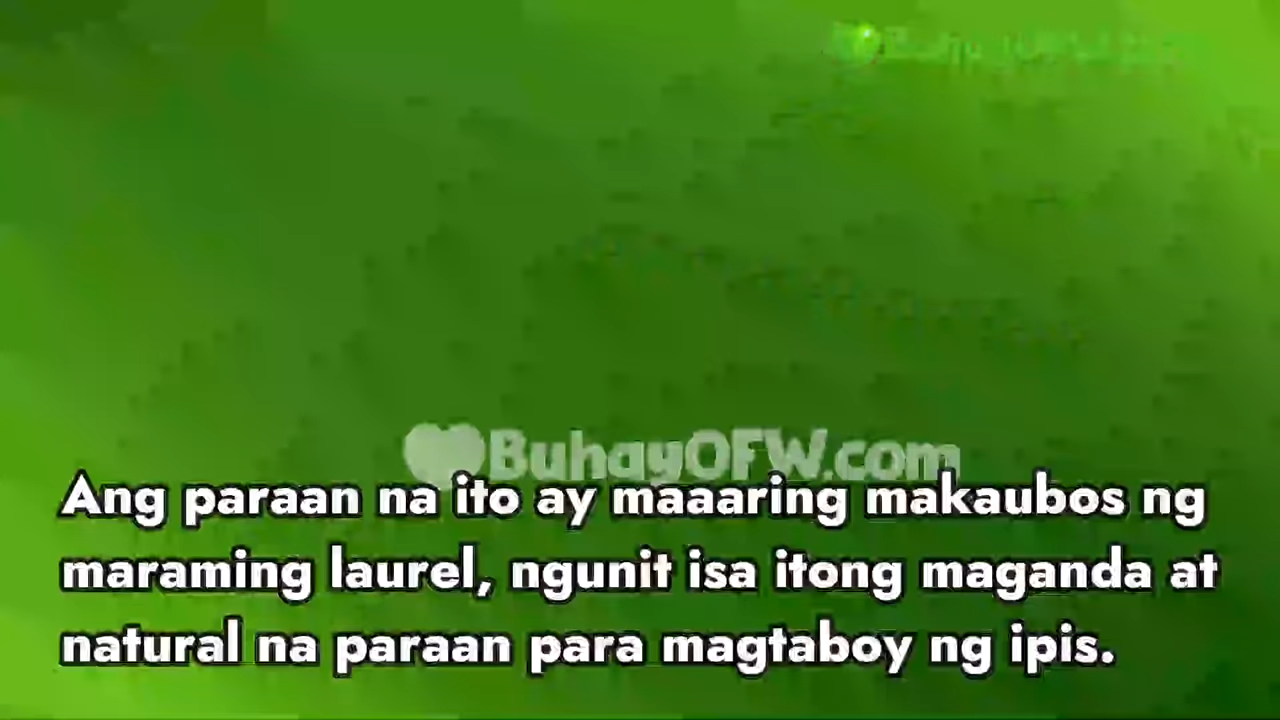 BuhayOFW.com
Ang paraan na ito ay maaaring makaubos ng
maraming laurel, ngunit isa itong maganda at
natural na paraan para magtaboy ng ipis.